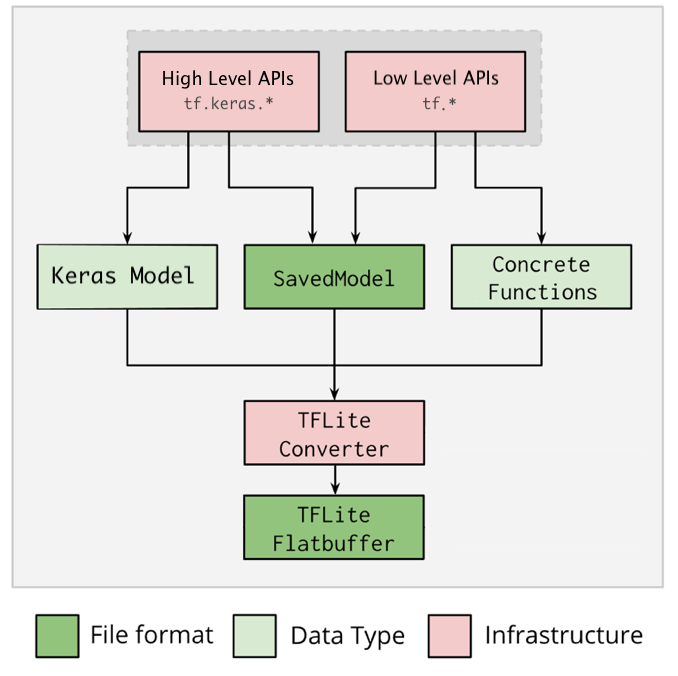 High Level APIs
tf.keras.*
Low Level APIs
tf.*
Keras Model
SavedModel
Concrete
Functions
TFLite
Converter
TFLite
Flatbuffer
File format
Data Type
Infrastructure